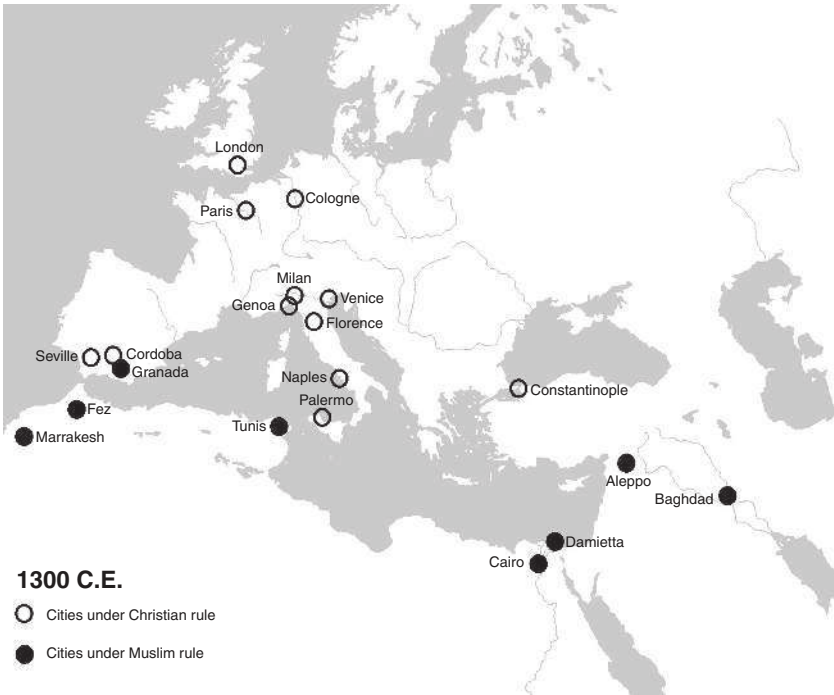 London
Cologne
Paris
Milan
Genoa
Venice
Florence
Seville
Cordoba
Granada
Naples
Constantinople
Palermo
Fez
Tunis
Marrakesh
Aleppo
Baghdad
Damietta
Cairo
1300 C.E.
Cities under Christian rule
Cities under Muslim rule